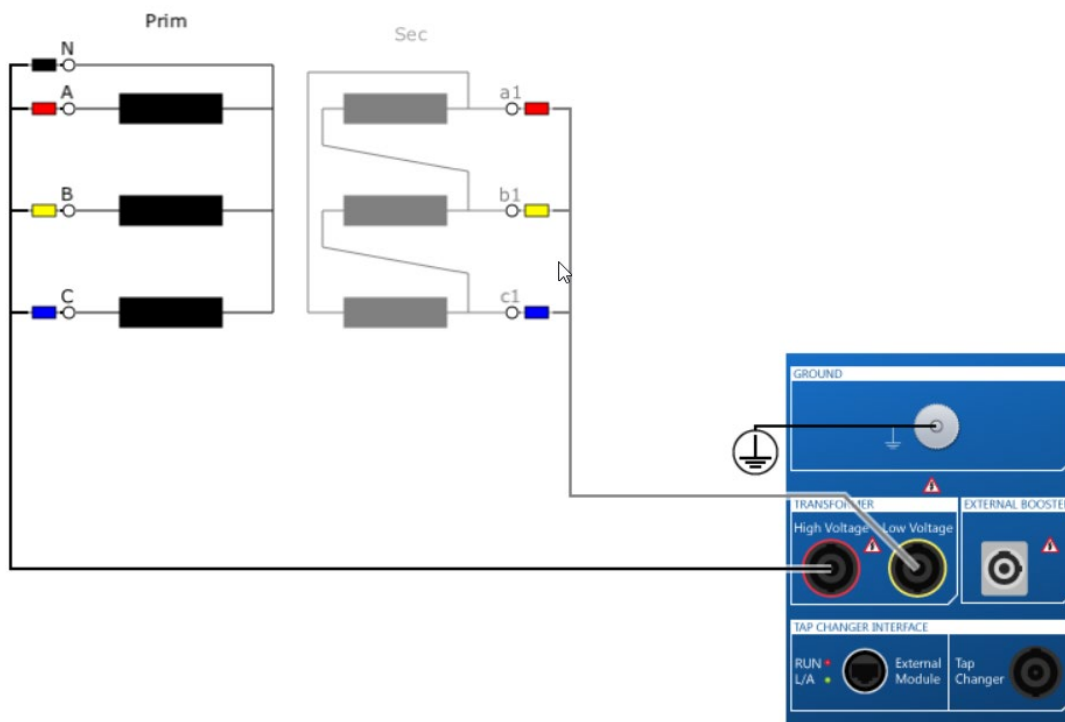 Prim
Sec
N
A
a1
B
b1
C
c1
GROUND
TRANSFORMER
EXTERNAL BOOSTE
High Voltage
Low Voltage
TAP CHANGER INTERFACE
RUN
L/A
External
Module
Tap
Changer